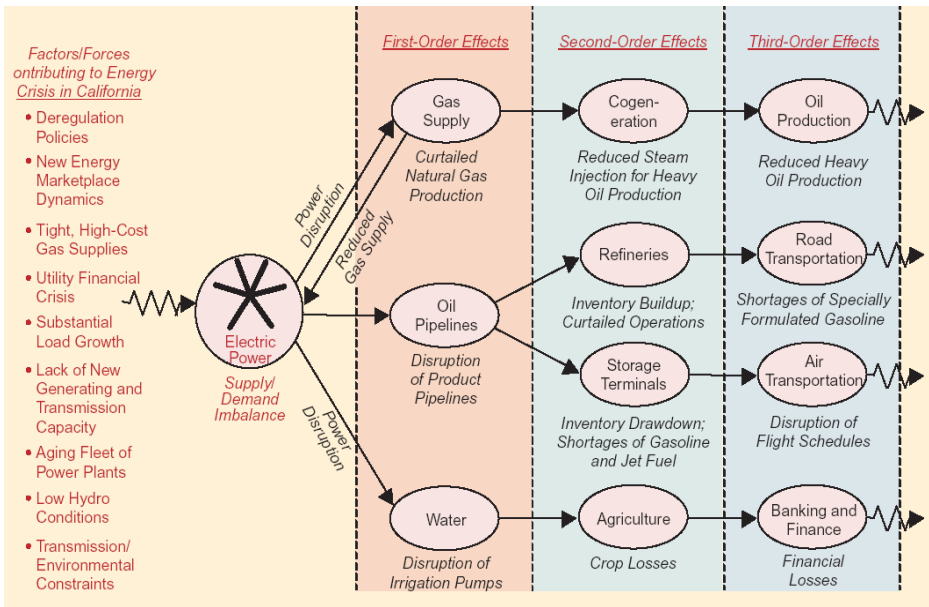 Factors/Forces
ontributing to Energy
Crisis in California
• Deregulation
Policies
• New Energy
Marketplace
Dynamics
• Tight, High-Cost
Gas Supplies
• Utility Financial
Crisis
• Substantial
Load Growth
• Lack of New
Generating and
Transmission
Capacity
• Aging Fleet of
Power Plants
• Low Hydro
Conditions
• Transmission/
Environmental
Constraints
Electric
Power
Supply/
Demand
Imbalance
Power
Disruption
Reduced
Gas Supply
Power
Disruption
First-Order Effects
Gas
Supply
Curtailed
Natural Gas
Production
Oil
Pipelines
Disruption
of Product
Pipelines
Water
Disruption of
Irrigation Pumps
Second-Order Effects
Cogen-
eration
Reduced Steam
Injection for Heavy
Oil Production
Refineries
Inventory Buildup;
Curtailed Operations
Storage
Terminals
Inventory Drawdown;
Shortages of Gasoline
and Jet Fuel
Agriculture
Crop Losses
Third-Order Effects
Oil
Production
Reduced Heavy
Oil Production
Road
Transportation
Shortages of Specially
Formulated Gasoline
Air
Transportation
Disruption of
Flight Schedules
Banking and
Finance
Financial
Losses